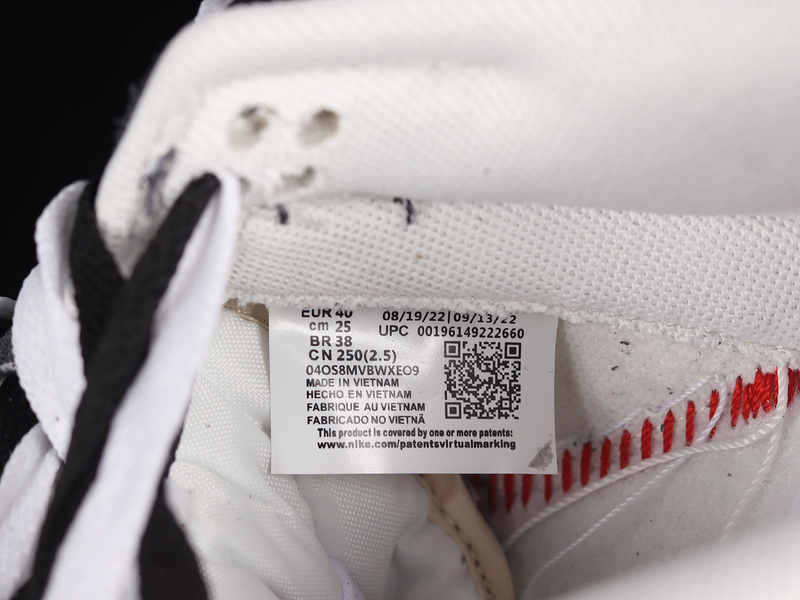 EUR 40
08/19/22|09/13/22
cm 25
UPC 00196149222660
BR 38
CN 250(2.5)
04OS8MVBWXEO9
MADE IN VIETNAM
HECHO EN VIETNAM
FABRIQUE AU VIETNAM
FABRICADO NO VIETNÃ
This product is covered by one or more patents:
www.nike.com/patentsvirtualmarking